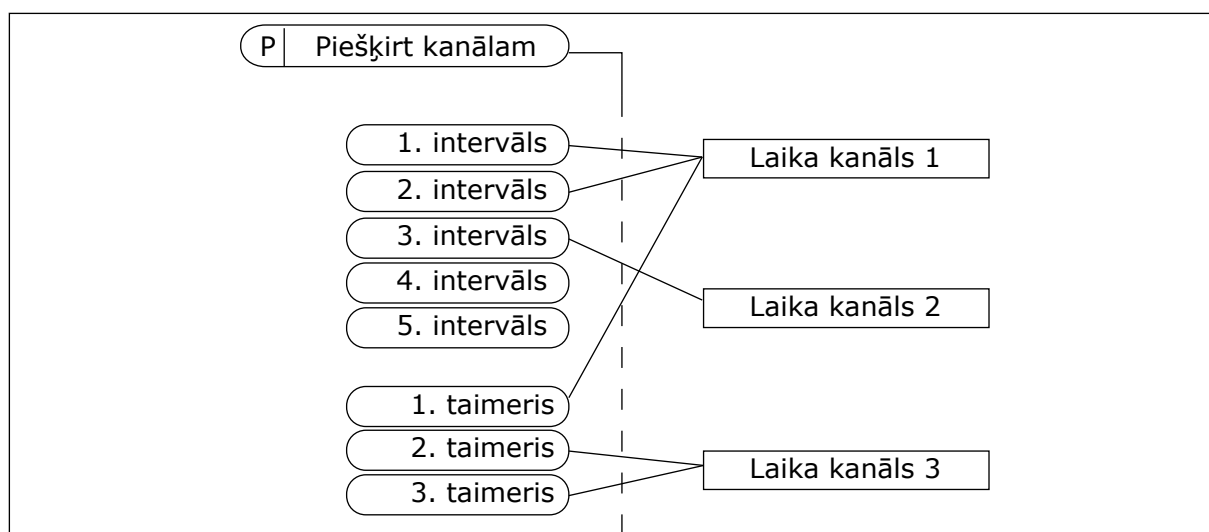 P Piešķirt kanālam
1. intervāls
2. intervāls
3. intervāls
4. intervāls
5. intervāls
1. taimeris
2. taimeris
3. taimeris
Laika kanāls 1
Laika kanāls 2
Laika kanāls 3